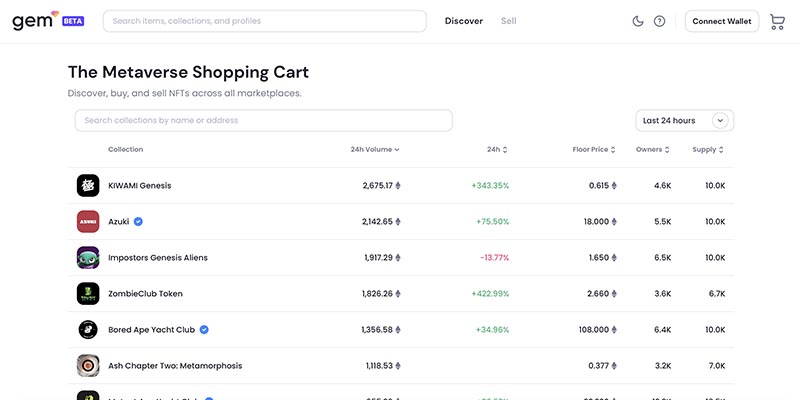 gem BETA Search items, collections, and profiles Discover Sell Connect Wallet
The Metaverse Shopping Cart
Discover, buy, and sell NFTs across all marketplaces.
Search collections by name or address Last 24 hours
Collection 24h Volume 24h Floor Price Owners Supply
KIWAMI Genesis 2,675.17 +343.35% 0.615 4.6K 10.0K
AZUKI Azuki 2,142.65 +75.50% 18.000 5.5K 10.0K
Impostors Genesis Aliens 1,917.29 -13.77% 1.650 6.5K 10.0K
ZombieClub Token 1,826.26 +422.99% 2.660 3.6K 6.7K
Bored Ape Yacht Club 1,356.58 +34.96% 108.000 6.4K 10.0K
Ash Chapter Two: Metamorphosis 1,118.53 0.377 3.2K 7.0K